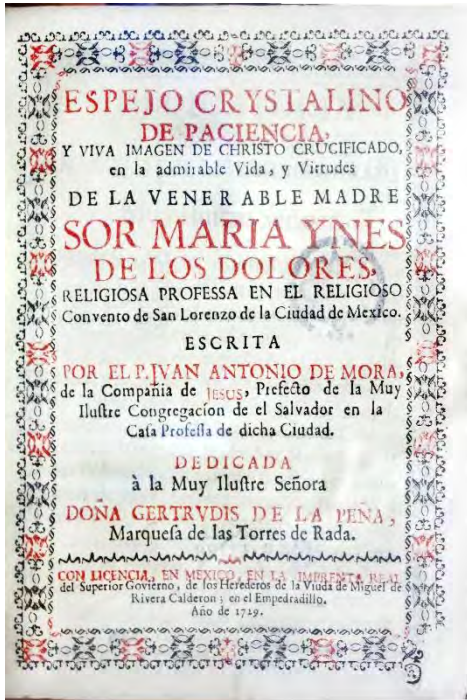 ESPEJO CRYSTALINO
DE PACIENCIA,
Y VIVA IMAGEN DE CHRISTO CRUCIFICADO,
en la admirable Vida, y Virtudes
DE LA VENERABLE MADRE
SOR MARIA YNES
DE LOS DOLORES,
RELIGIOSA PROFESSA EN EL RELIGIOSO
Convento de San Lorenzo de la Ciudad de Mexico.
ESCRITA
POR EL P. JVAN ANTONIO DE MORA,
de la Compañia de JESUS, Prefecto de la Muy
Iluſtre Congregacion de el Salvador en la
Caſa Profeſſa de dicha Ciudad.
DEDICADA
à la Muy Iluſtre Señora
DOÑA GERTRVDIS DE LA PEÑA,
Marqueſa de las Torres de Rada.
CON LICENCIA, EN MEXICO, EN LA IMPRENTA REAL
del Superior Govierno, de los Herederos de la Viuda de Miguel de
Rivera Calderon; en el Empedradillo.
Año de 1729.